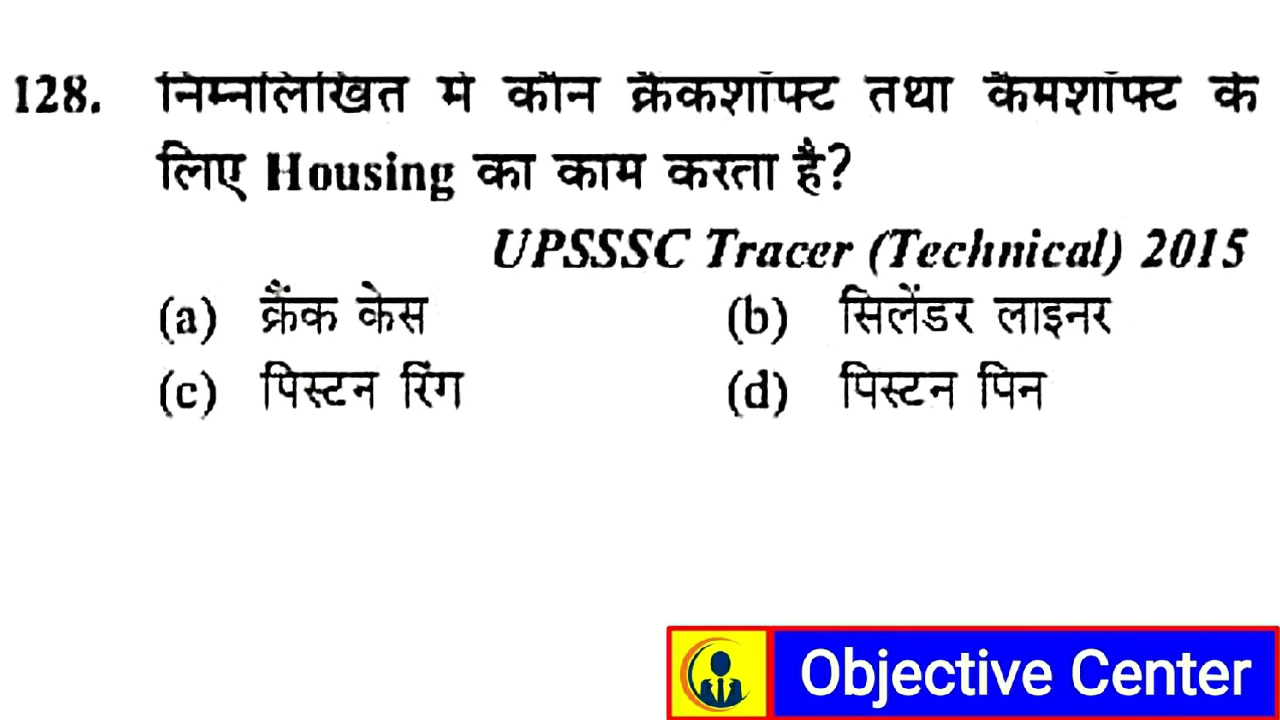 128. निम्नलिखित में कौन क्रैंकशॉफ्ट तथा कैमशॉफ्ट के
लिए Housing का काम करता है?
UPSSSC Tracer (Technical) 2015
(a) क्रैंक केस (b) सिलेंडर लाइनर
(c) पिस्टन रिंग (d) पिस्टन पिन
Objective Center